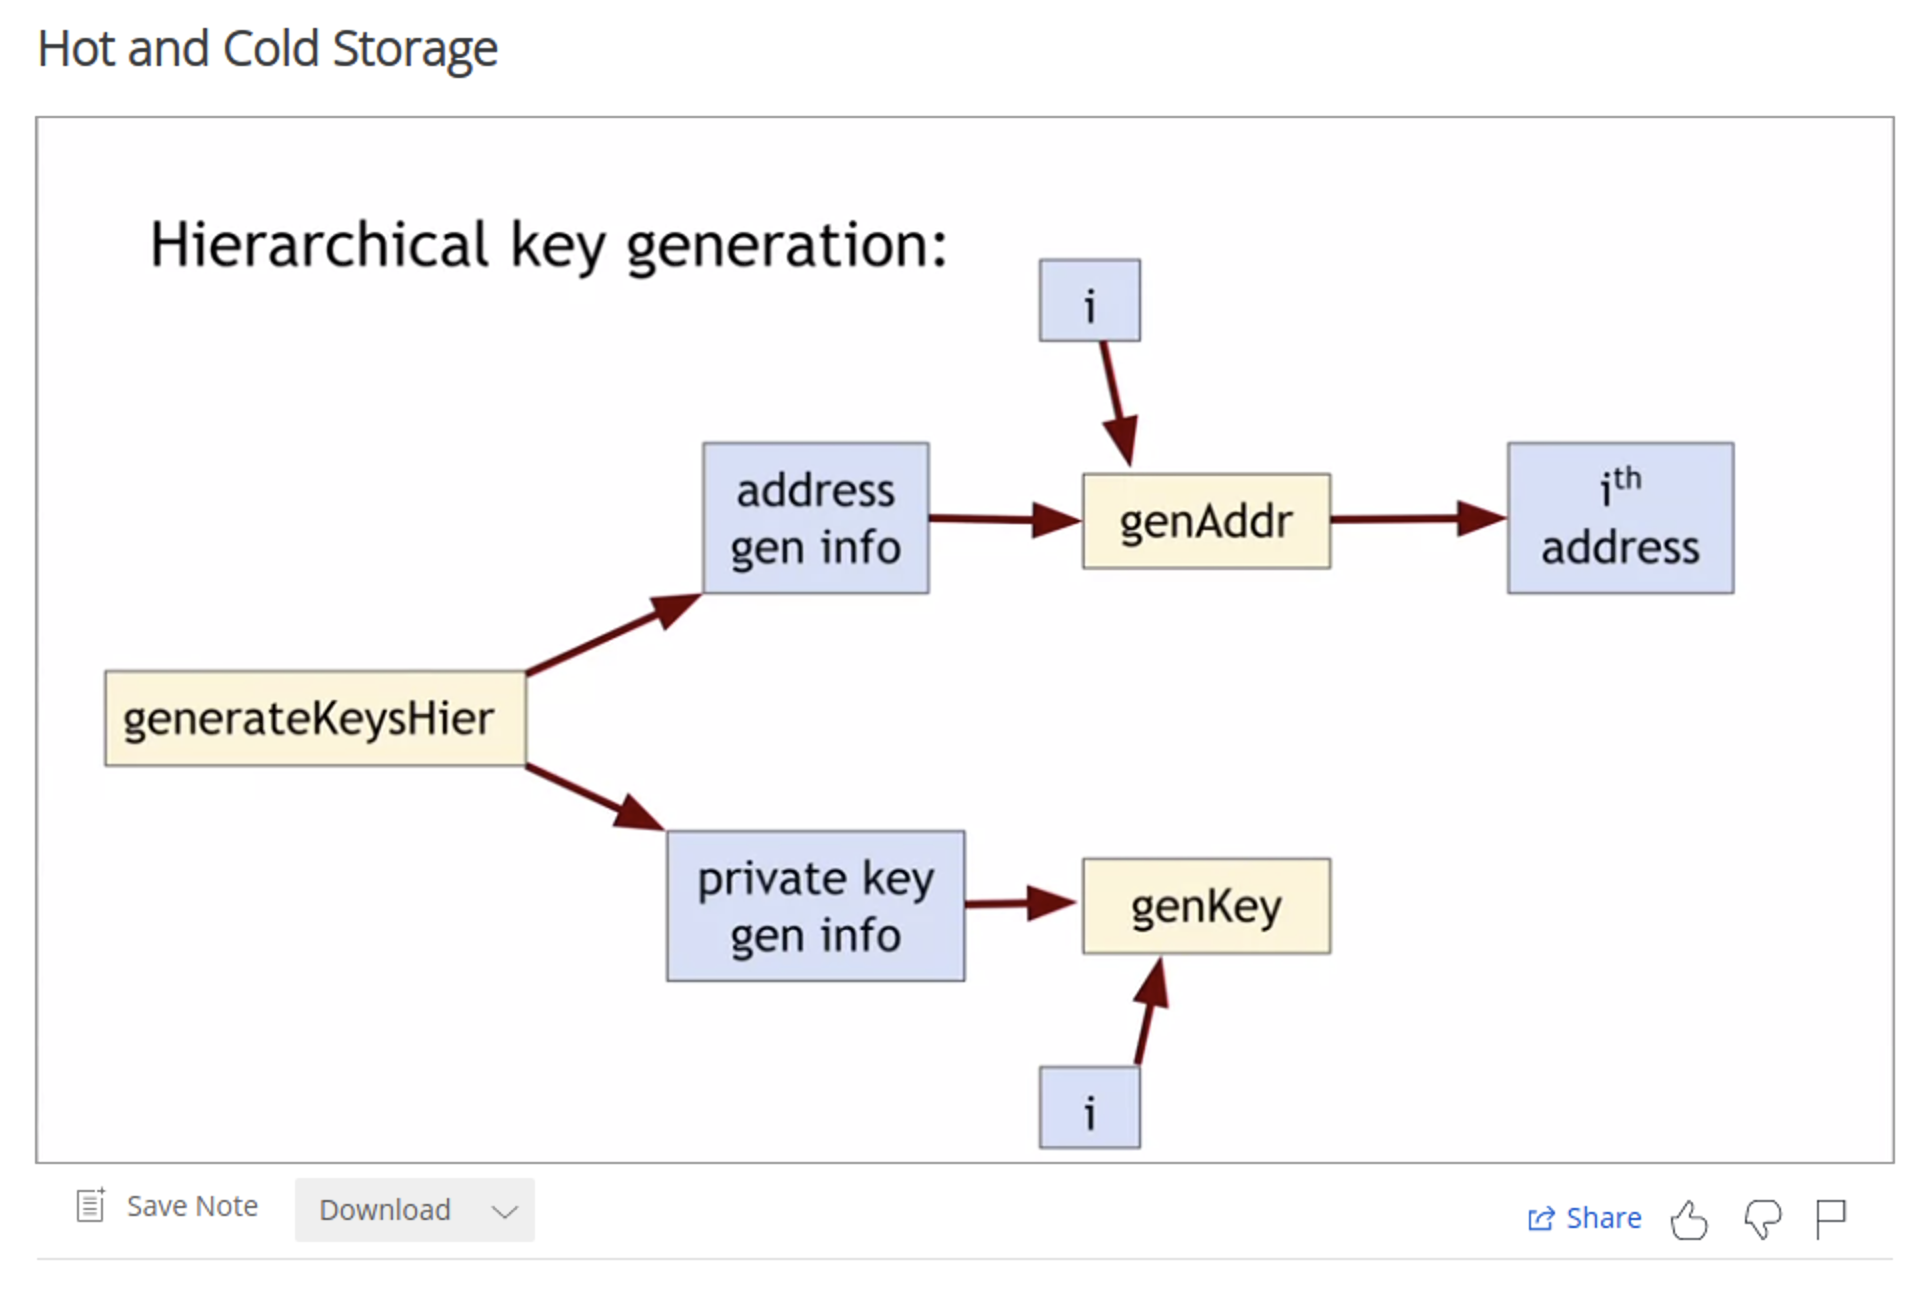 Hot and Cold Storage
Hierarchical key generation:
i
address
gen info
genAddr
iᵗʰ
address
generateKeysHier
private key
gen info
genKey
i
Save Note
Download
Share